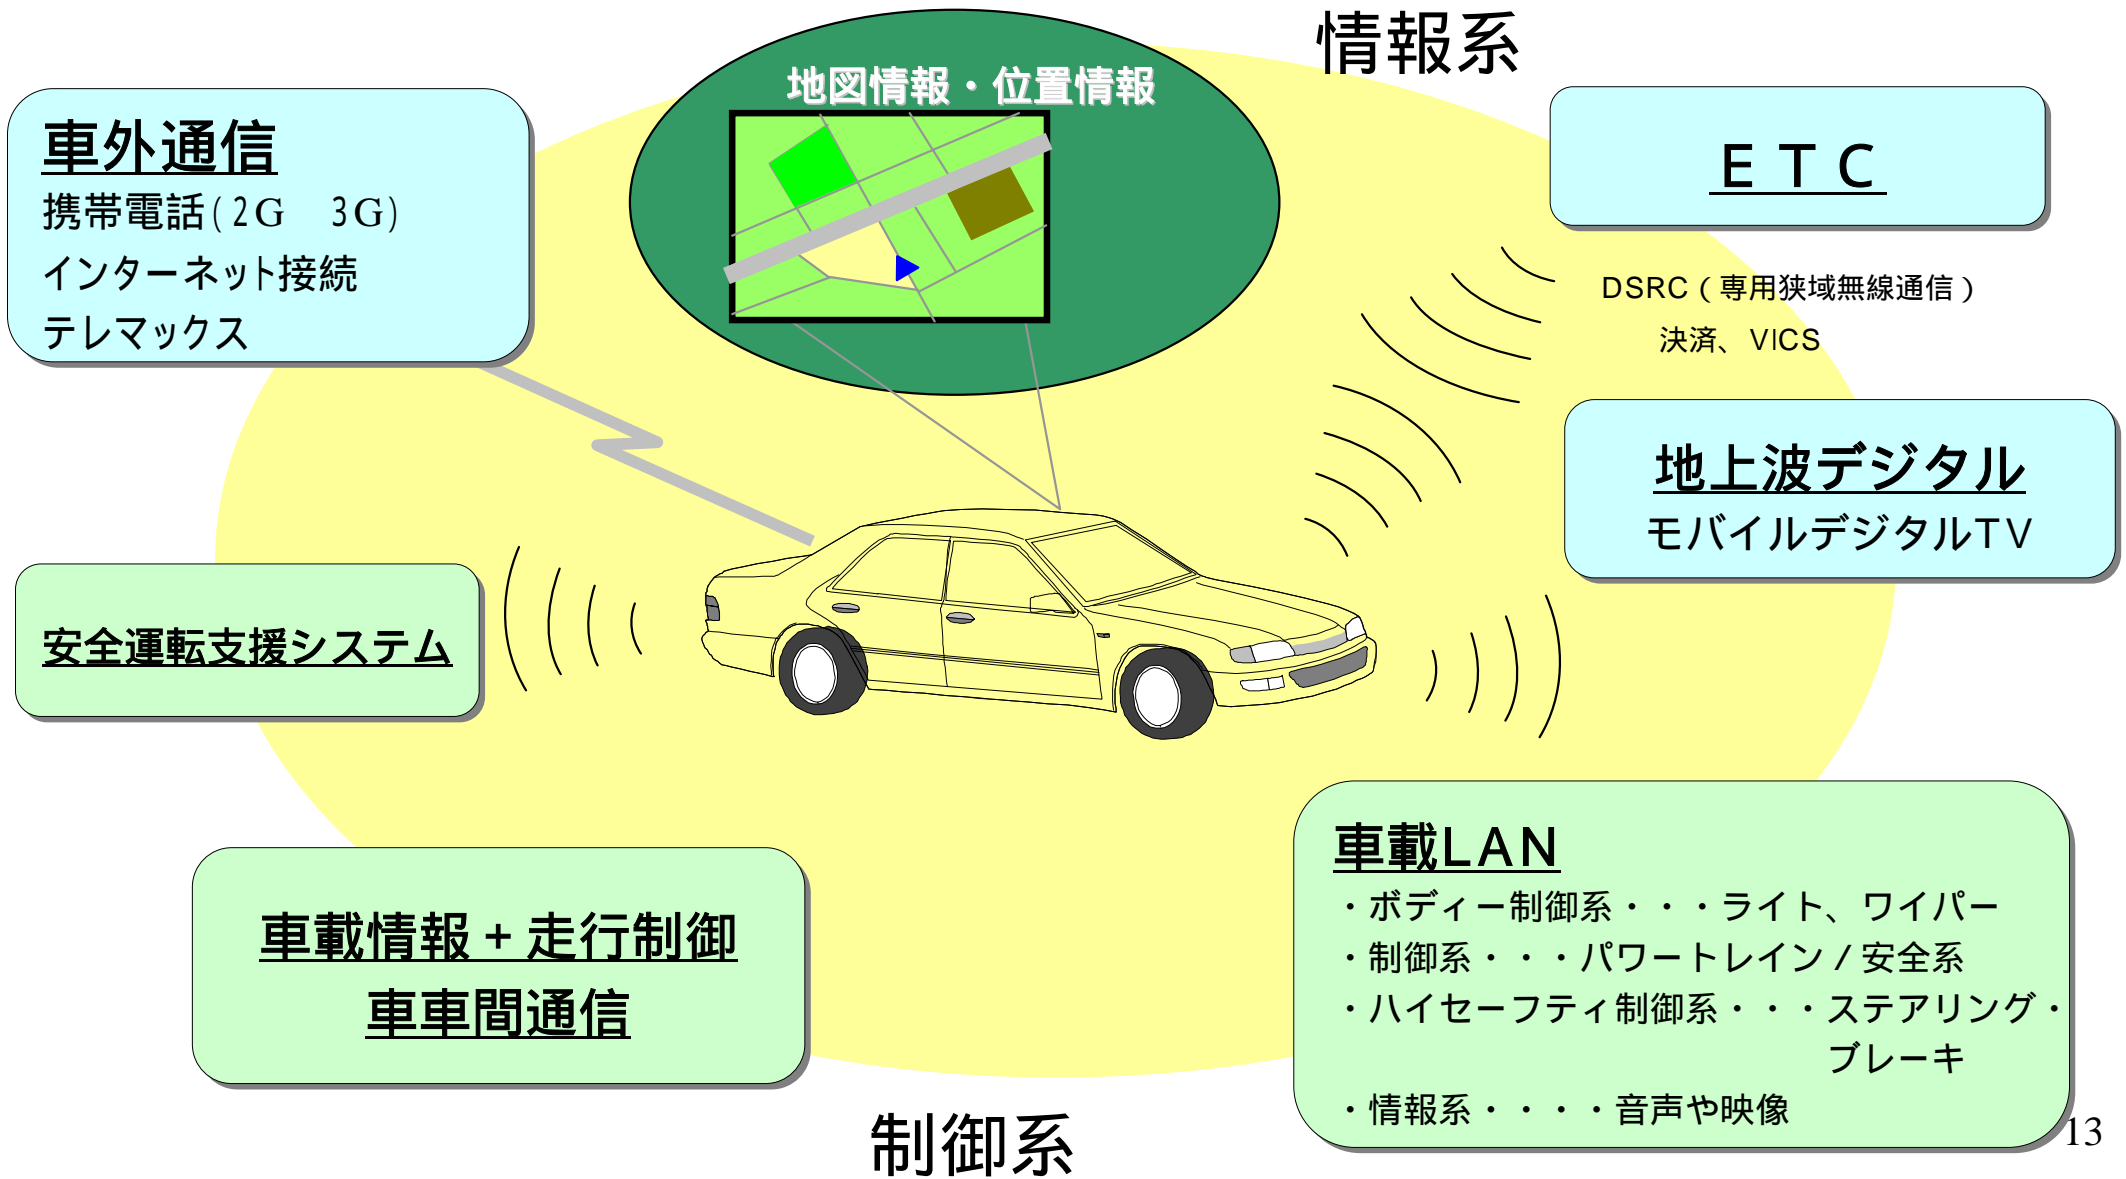 情報系
地図情報・位置情報
車外通信
携帯電話(2G　3G)
インターネット接続
テレマックス
ＥＴＣ
DSRC（専用狭域無線通信）
決済、VICS
地上波デジタル
モバイルデジタルTV
安全運転支援システム
車載情報+走行制御
車車間通信
車載LAN
・ボディー制御系・・・ライト、ワイパー
・制御系・・・パワートレイン／安全系
・ハイセーフティ制御系・・・ステアリング・
ブレーキ
・情報系・・・・音声や映像
制御系
13